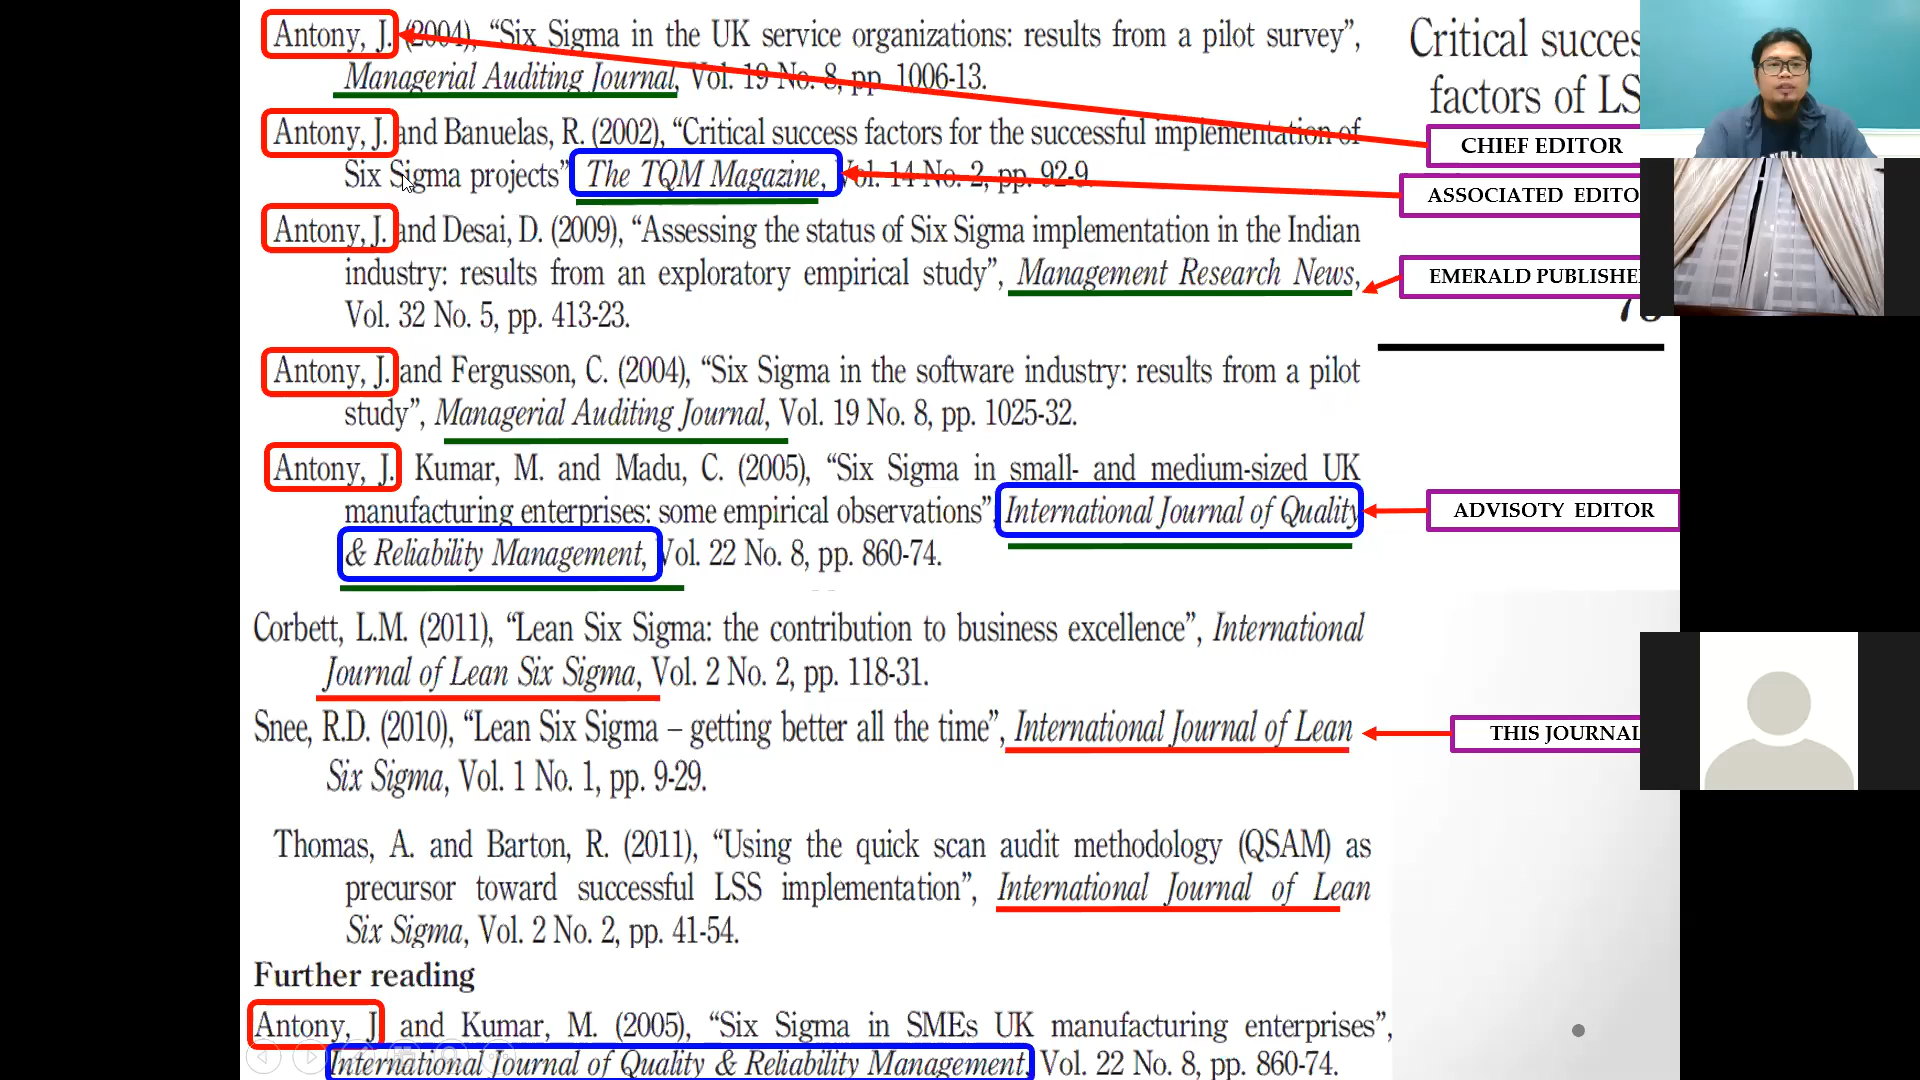 Antony, J. (2004), “Six Sigma in the UK service organizations: results from a pilot survey”,
Managerial Auditing Journal, Vol. 19 No. 8, pp. 1006-13.
Antony, J. and Banuelas, R. (2002), “Critical success factors for the successful implementation of
Six Sigma projects” The TQM Magazine, Vol. 14 No. 2, pp. 92-9.
Antony, J. and Desai, D. (2009), “Assessing the status of Six Sigma implementation in the Indian
industry: results from an exploratory empirical study”, Management Research News,
Vol. 32 No. 5, pp. 413-23.
Antony, J. and Fergusson, C. (2004), “Six Sigma in the software industry: results from a pilot
study”, Managerial Auditing Journal, Vol. 19 No. 8, pp. 1025-32.
Antony, J. Kumar, M. and Madu, C. (2005), “Six Sigma in small- and medium-sized UK
manufacturing enterprises: some empirical observations”, International Journal of Quality
& Reliability Management, Vol. 22 No. 8, pp. 860-74.
Corbett, L.M. (2011), “Lean Six Sigma: the contribution to business excellence”, International
Journal of Lean Six Sigma, Vol. 2 No. 2, pp. 118-31.
Snee, R.D. (2010), “Lean Six Sigma – getting better all the time”, International Journal of Lean
Six Sigma, Vol. 1 No. 1, pp. 9-29.
Thomas, A. and Barton, R. (2011), “Using the quick scan audit methodology (QSAM) as
precursor toward successful LSS implementation”, International Journal of Lean
Six Sigma, Vol. 2 No. 2, pp. 41-54.
Further reading
Antony, J. and Kumar, M. (2005), “Six Sigma in SMEs UK manufacturing enterprises”,
International Journal of Quality & Reliability Management, Vol. 22 No. 8, pp. 860-74.
Critical succes
factors of LS
CHIEF EDITOR
ASSOCIATED EDITO
EMERALD PUBLISHE
ADVISOTY EDITOR
THIS JOURNAL